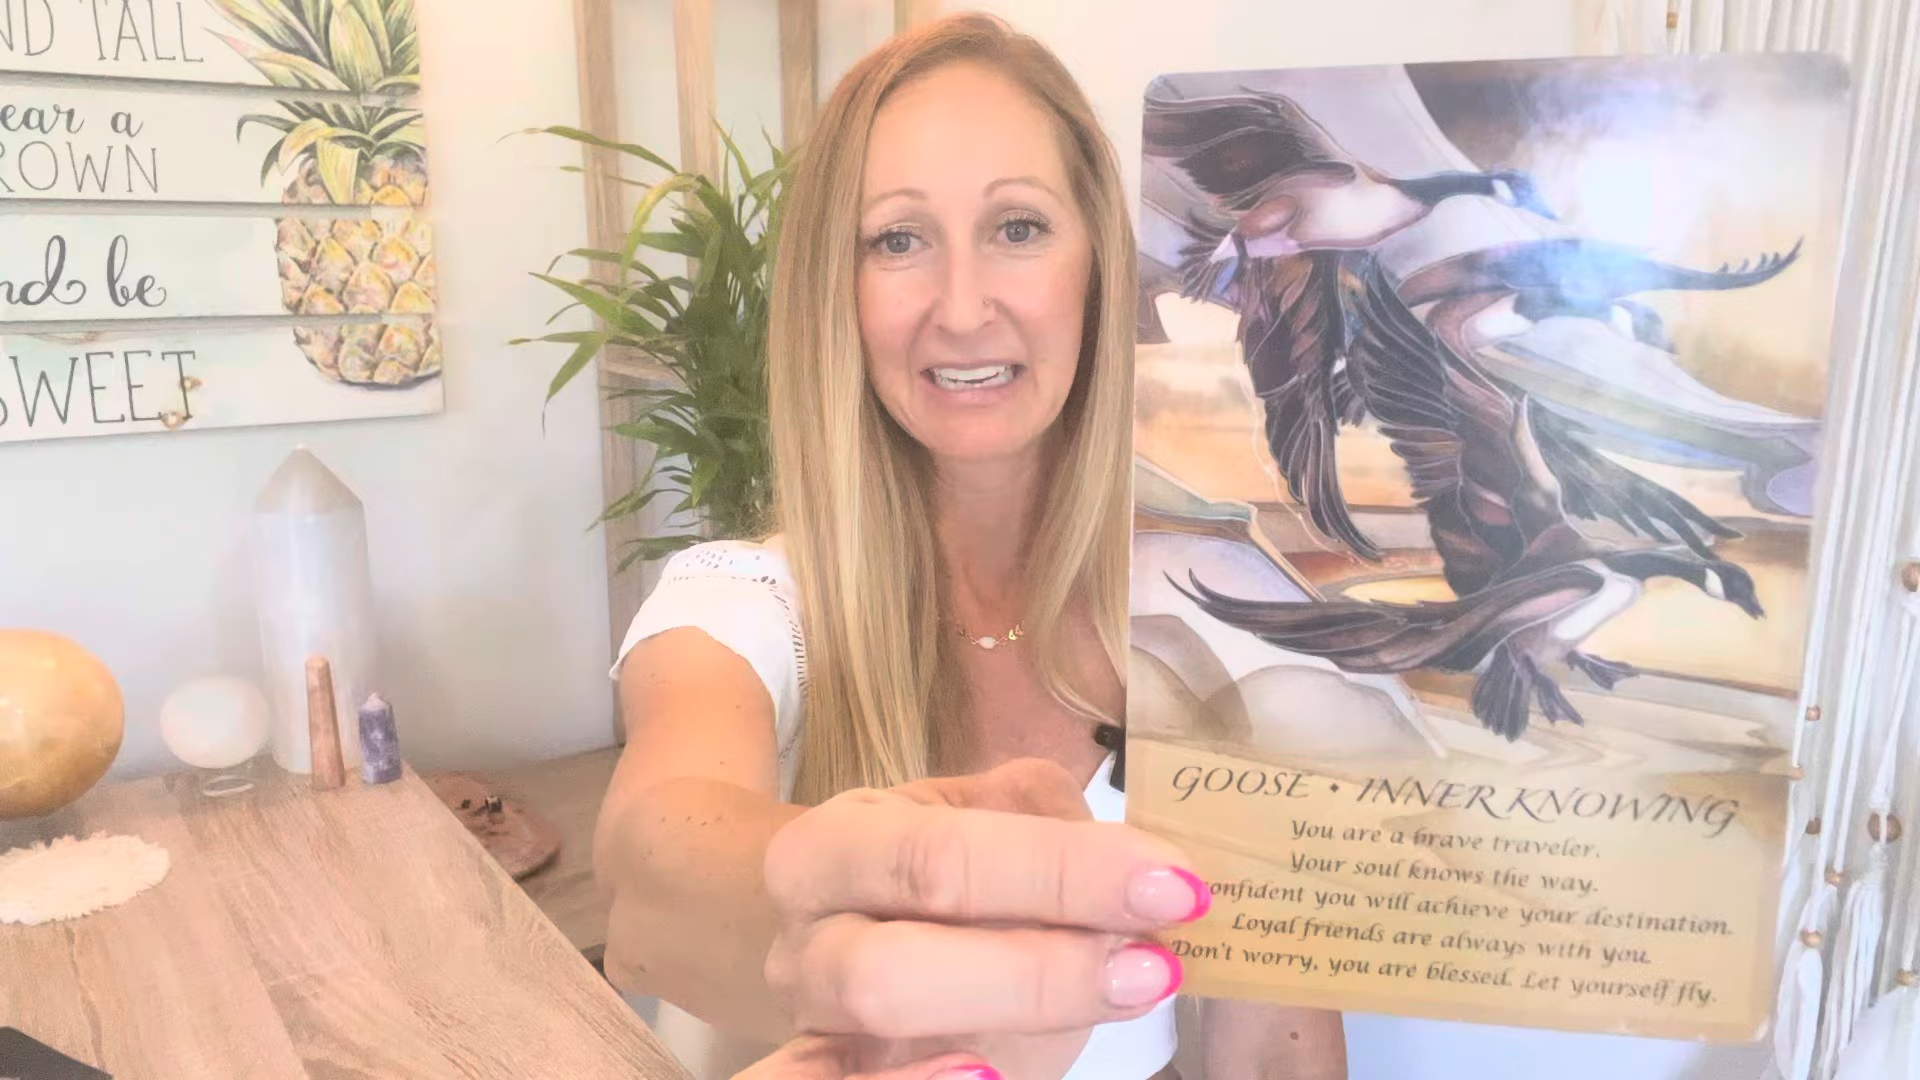 ND TALL
ear a
ROWN
nd be
SWEET
GOOSE • INNER KNOWING
You are a brave traveler.
Your soul knows the way.
onfident you will achieve your destination.
Loyal friends are always with you.
Don't worry, you are blessed. Let yourself fly.